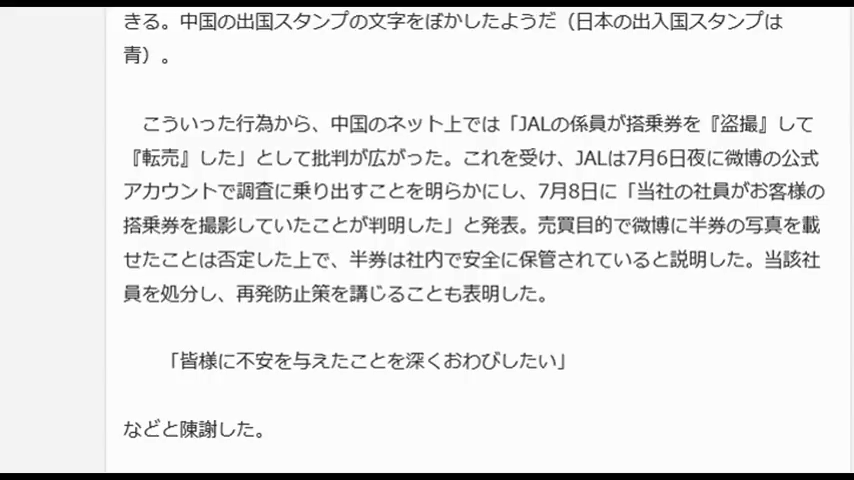 きる。中国の出国スタンプの文字をぼかしたようだ（日本の出入国スタンプは
青）。
こういった行為から、中国のネット上では「JALの係員が搭乗券を『盗撮』して
『転売』した」として批判が広がった。これを受け、JALは7月6日夜に微博の公式
アカウントで調査に乗り出すことを明らかにし、7月8日に「当社の社員がお客様の
搭乗券を撮影していたことが判明した」と発表。売買目的で微博に半券の写真を載
せたことは否定した上で、半券は社内で安全に保管されていると説明した。当該社
員を処分し、再発防止策を講じることも表明した。
「皆様に不安を与えたことを深くおわびしたい」
などと陳謝した。